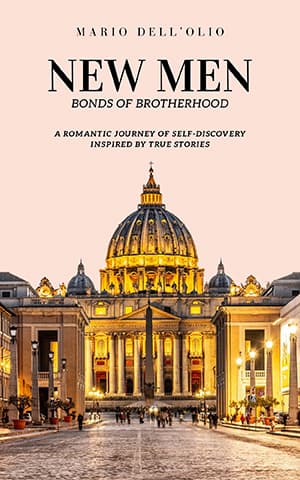 MARIO DELL'OLIO
NEW MEN
BONDS OF BROTHERHOOD
A ROMANTIC JOURNEY OF SELF-DISCOVERY
INSPIRED BY TRUE STORIES